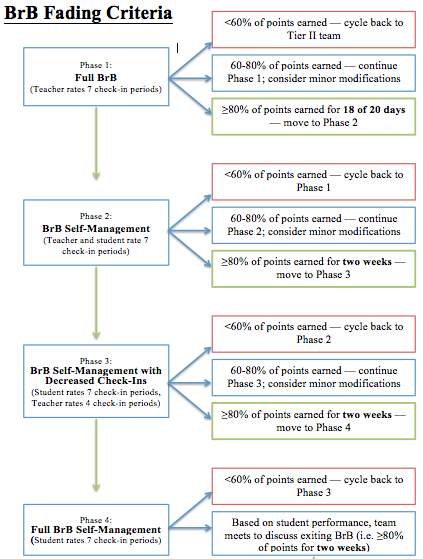 BrB Fading Criteria
<60% of points earned — cycle back to
Tier II team
Phase 1:
Full BrB
(Teacher rates 7 check-in periods)
60-80% of points earned — continue
Phase 1; consider minor modifications
≥80% of points earned for 18 of 20 days
— move to Phase 2
<60% of points earned — cycle back to
Phase 1
Phase 2:
BrB Self-Management
(Teacher and student rate 7
check-in periods)
60-80% of points earned — continue
Phase 2; consider minor modifications
≥80% of points earned for two weeks —
move to Phase 3
<60% of points earned — cycle back to
Phase 2
Phase 3:
BrB Self-Management with
Decreased Check-Ins
(Student rates 7 check-in periods,
Teacher rates 4 check-in periods)
60-80% of points earned — continue
Phase 3; consider minor modifications
≥80% of points earned for two weeks —
move to Phase 4
<60% of points earned — cycle back to
Phase 3
Phase 4:
Full BrB Self-Management
(Student rates 7 check-in periods)
Based on student performance, team
meets to discuss exiting BrB (i.e. ≥80%
of points for two weeks)